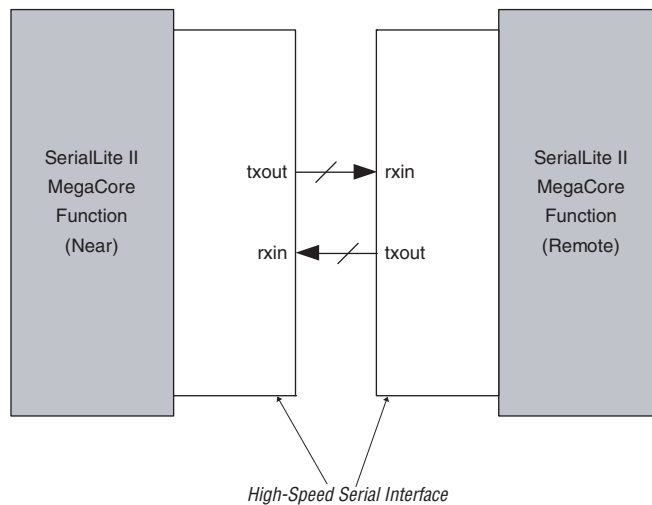 SerialLite II
MegaCore
Function
(Near)
txout
rxin
rxin
txout
SerialLite II
MegaCore
Function
(Remote)
High-Speed Serial Interface